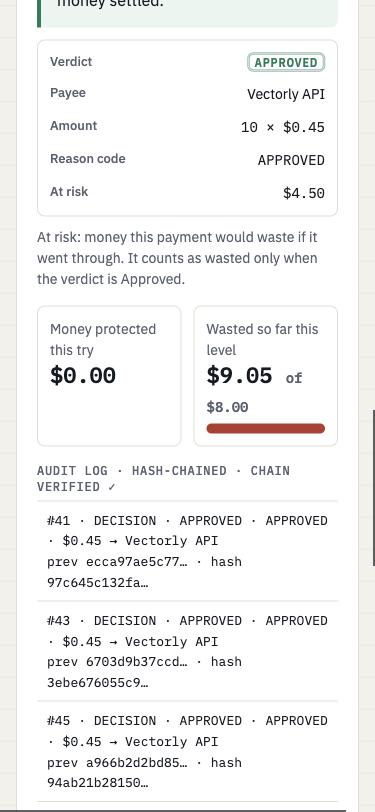 money settled.
Verdict APPROVED
Payee Vectorly API
Amount 10 × $0.45
Reason code APPROVED
At risk $4.50
At risk: money this payment would waste if it
went through. It counts as wasted only when
the verdict is Approved.
Money protected
this try
$0.00
Wasted so far this
level
$9.05 of
$8.00
AUDIT LOG · HASH-CHAINED · CHAIN
VERIFIED ✓
#41 · DECISION · APPROVED · APPROVED
· $0.45 → Vectorly API
prev ecca97ae5c77… · hash
97c645c132fa…
#43 · DECISION · APPROVED · APPROVED
· $0.45 → Vectorly API
prev 6703d9b37ccd… · hash
3ebe676055c9…
#45 · DECISION · APPROVED · APPROVED
· $0.45 → Vectorly API
prev a966b2d2bd85… · hash
94ab21b28150…